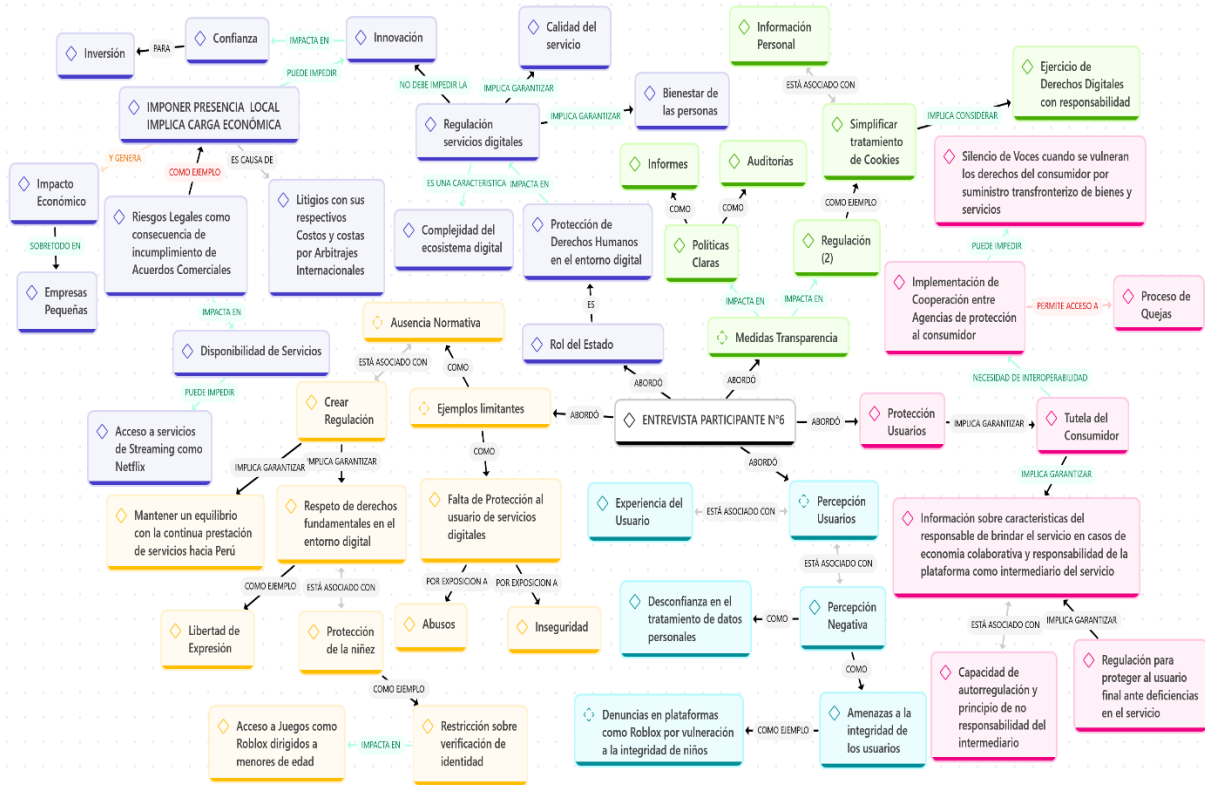 Inversión
PARA
Confianza
IMPACTA EN
Innovación
Calidad del
servicio
Información
Personal
PUEDE IMPEDIR
NO DEBE IMPEDIR LA
IMPLICA GARANTIZAR
ESTÁ ASOCIADO CON
Ejercicio de
Derechos Digitales
con responsabilidad
IMPONER PRESENCIA LOCAL
IMPLICA CARGA ECONÓMICA
Regulación
servicios digitales
IMPLICA GARANTIZAR
Bienestar de
las personas
Simplificar
tratamiento
de Cookies
IMPLICA CONSIDERAR
Y GENERA
COMO EJEMPLO
ES CAUSA DE
ES UNA CARACTERISTICA
IMPACTA EN
Informes
Auditorías
COMO
COMO
COMO EJEMPLO
Silencio de Voces cuando se vulneran
los derechos del consumidor por
suministro transfronterizo de bienes y
servicios
Impacto
Económico
Riesgos Legales como
consecuencia de
incumplimiento de
Acuerdos Comerciales
Litigios con sus
respectivos
Costos y costas
por Arbitrajes
Internacionales
Complejidad del
ecosistema digital
Protección de
Derechos Humanos
en el entorno digital
Políticas
Claras
Regulación
(2)
PUEDE IMPEDIR
SOBRETODO EN
Empresas
Pequeñas
IMPACTA EN
ES
IMPACTA EN
IMPACTA EN
Implementación de
Cooperación entre
Agencias de protección
al consumidor
PERMITE ACCESO A
Proceso de
Quejas
Disponibilidad de Servicios
Ausencia Normativa
Rol del Estado
Medidas Transparencia
ESTÁ ASOCIADO CON
COMO
ABORDÓ
ABORDÓ
NECESIDAD DE INTEROPERABILIDAD
PUEDE IMPEDIR
Crear
Regulación
Ejemplos limitantes
ABORDÓ
ENTREVISTA PARTICIPANTE N°6
ABORDÓ
Protección
Usuarios
IMPLICA GARANTIZAR
Tutela del
Consumidor
Acceso a servicios
de Streaming como
Netflix
IMPLICA GARANTIZAR
IMPLICA GARANTIZAR
COMO
ABORDÓ
IMPLICA GARANTIZAR
Mantener un equilibrio
con la continua prestación
de servicios hacia Perú
Respeto de derechos
fundamentales en el
entorno digital
Falta de Protección al
usuario de servicios
digitales
Experiencia del
Usuario
ESTÁ ASOCIADO CON
Percepción
Usuarios
Información sobre caracteristicas del
responsable de brindar el servicio en casos de
economia colaborativa y responsabilidad de la
plataforma como intermediario del servicio
COMO EJEMPLO
ESTÁ ASOCIADO CON
POR EXPOSICION A
POR EXPOSICION A
ESTÁ ASOCIADO CON
Libertad de
Expresión
Protección
de la niñez
Abusos
Inseguridad
Desconfianza en el
tratamiento de datos
personales
COMO
Percepción
Negativa
ESTÁ ASOCIADO CON
IMPLICA GARANTIZAR
COMO EJEMPLO
COMO
Capacidad de
autorregulación y
principio de no
responsabilidad del
intermediario
Regulación para
proteger al usuario
final ante deficiencias
en el servicio
Acceso a Juegos como
Roblox dirigidos a
menores de edad
IMPACTA EN
Restricción sobre
verificación de
identidad
Denuncias en plataformas
como Roblox por vulneración
a la integridad de niños
COMO EJEMPLO
Amenazas a la
integridad de
los usuarios